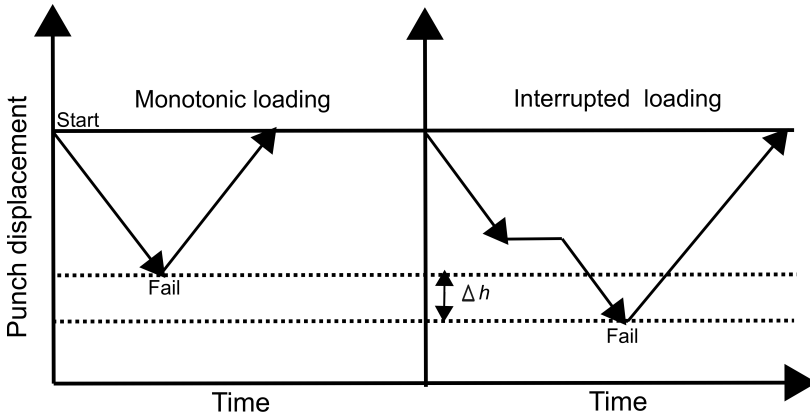 Monotonic loading
Interrupted loading
Start
Punch displacement
Fail
Δh
Fail
Time
Time